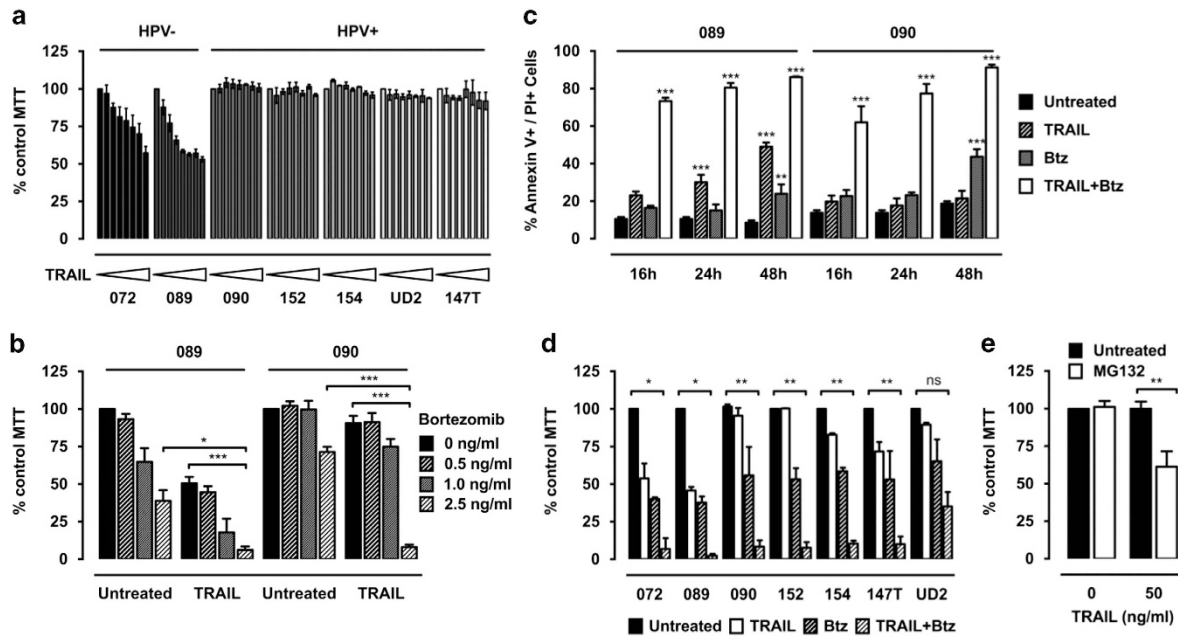 a
HPV- HPV+
125
100
75
50
25
0
% control MTT
TRAIL
072 089 090 152 154 UD2 147T
b
089 090
125
100
75
50
25
0
% control MTT
* *** *** ***
Bortezomib
0 ng/ml
0.5 ng/ml
1.0 ng/ml
2.5 ng/ml
Untreated TRAIL Untreated TRAIL
c
089 090
100
80
60
40
20
0
% Annexin V+ / PI+ Cells
*** *** *** *** ** *** *** *** *** ***
16h 24h 48h 16h 24h 48h
Untreated
TRAIL
Btz
TRAIL+Btz
d
125
100
75
50
25
0
% control MTT
* * ** ** ** ** ns
072 089 090 152 154 147T UD2
Untreated TRAIL Btz TRAIL+Btz
e
Untreated
MG132
**
125
100
75
50
25
0
% control MTT
0 50
TRAIL (ng/ml)